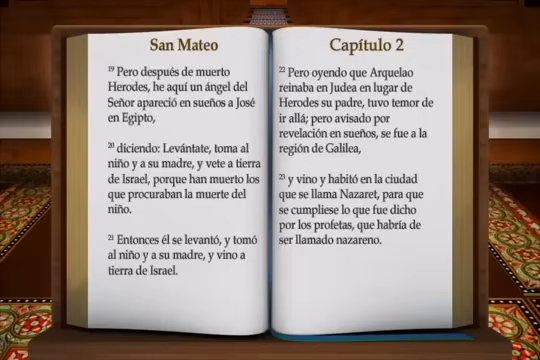 San Mateo
19 Pero después de muerto
Herodes, he aquí un ángel del
Señor apareció en sueños a José
en Egipto,
20 diciendo: Levántate, toma al
niño y a su madre, y vete a tierra
de Israel, porque han muerto los
que procuraban la muerte del
niño.
21 Entonces él se levantó, y tomó
al niño y a su madre, y vino a
tierra de Israel.
Capítulo 2
22 Pero oyendo que Arquelao
reinaba en Judea en lugar de
Herodes su padre, tuvo temor de
ir allá; pero avisado por
revelación en sueños, se fue a la
región de Galilea,
23 y vino y habitó en la ciudad
que se llama Nazaret, para que
se cumpliese lo que fue dicho
por los profetas, que habría de
ser llamado nazareno.